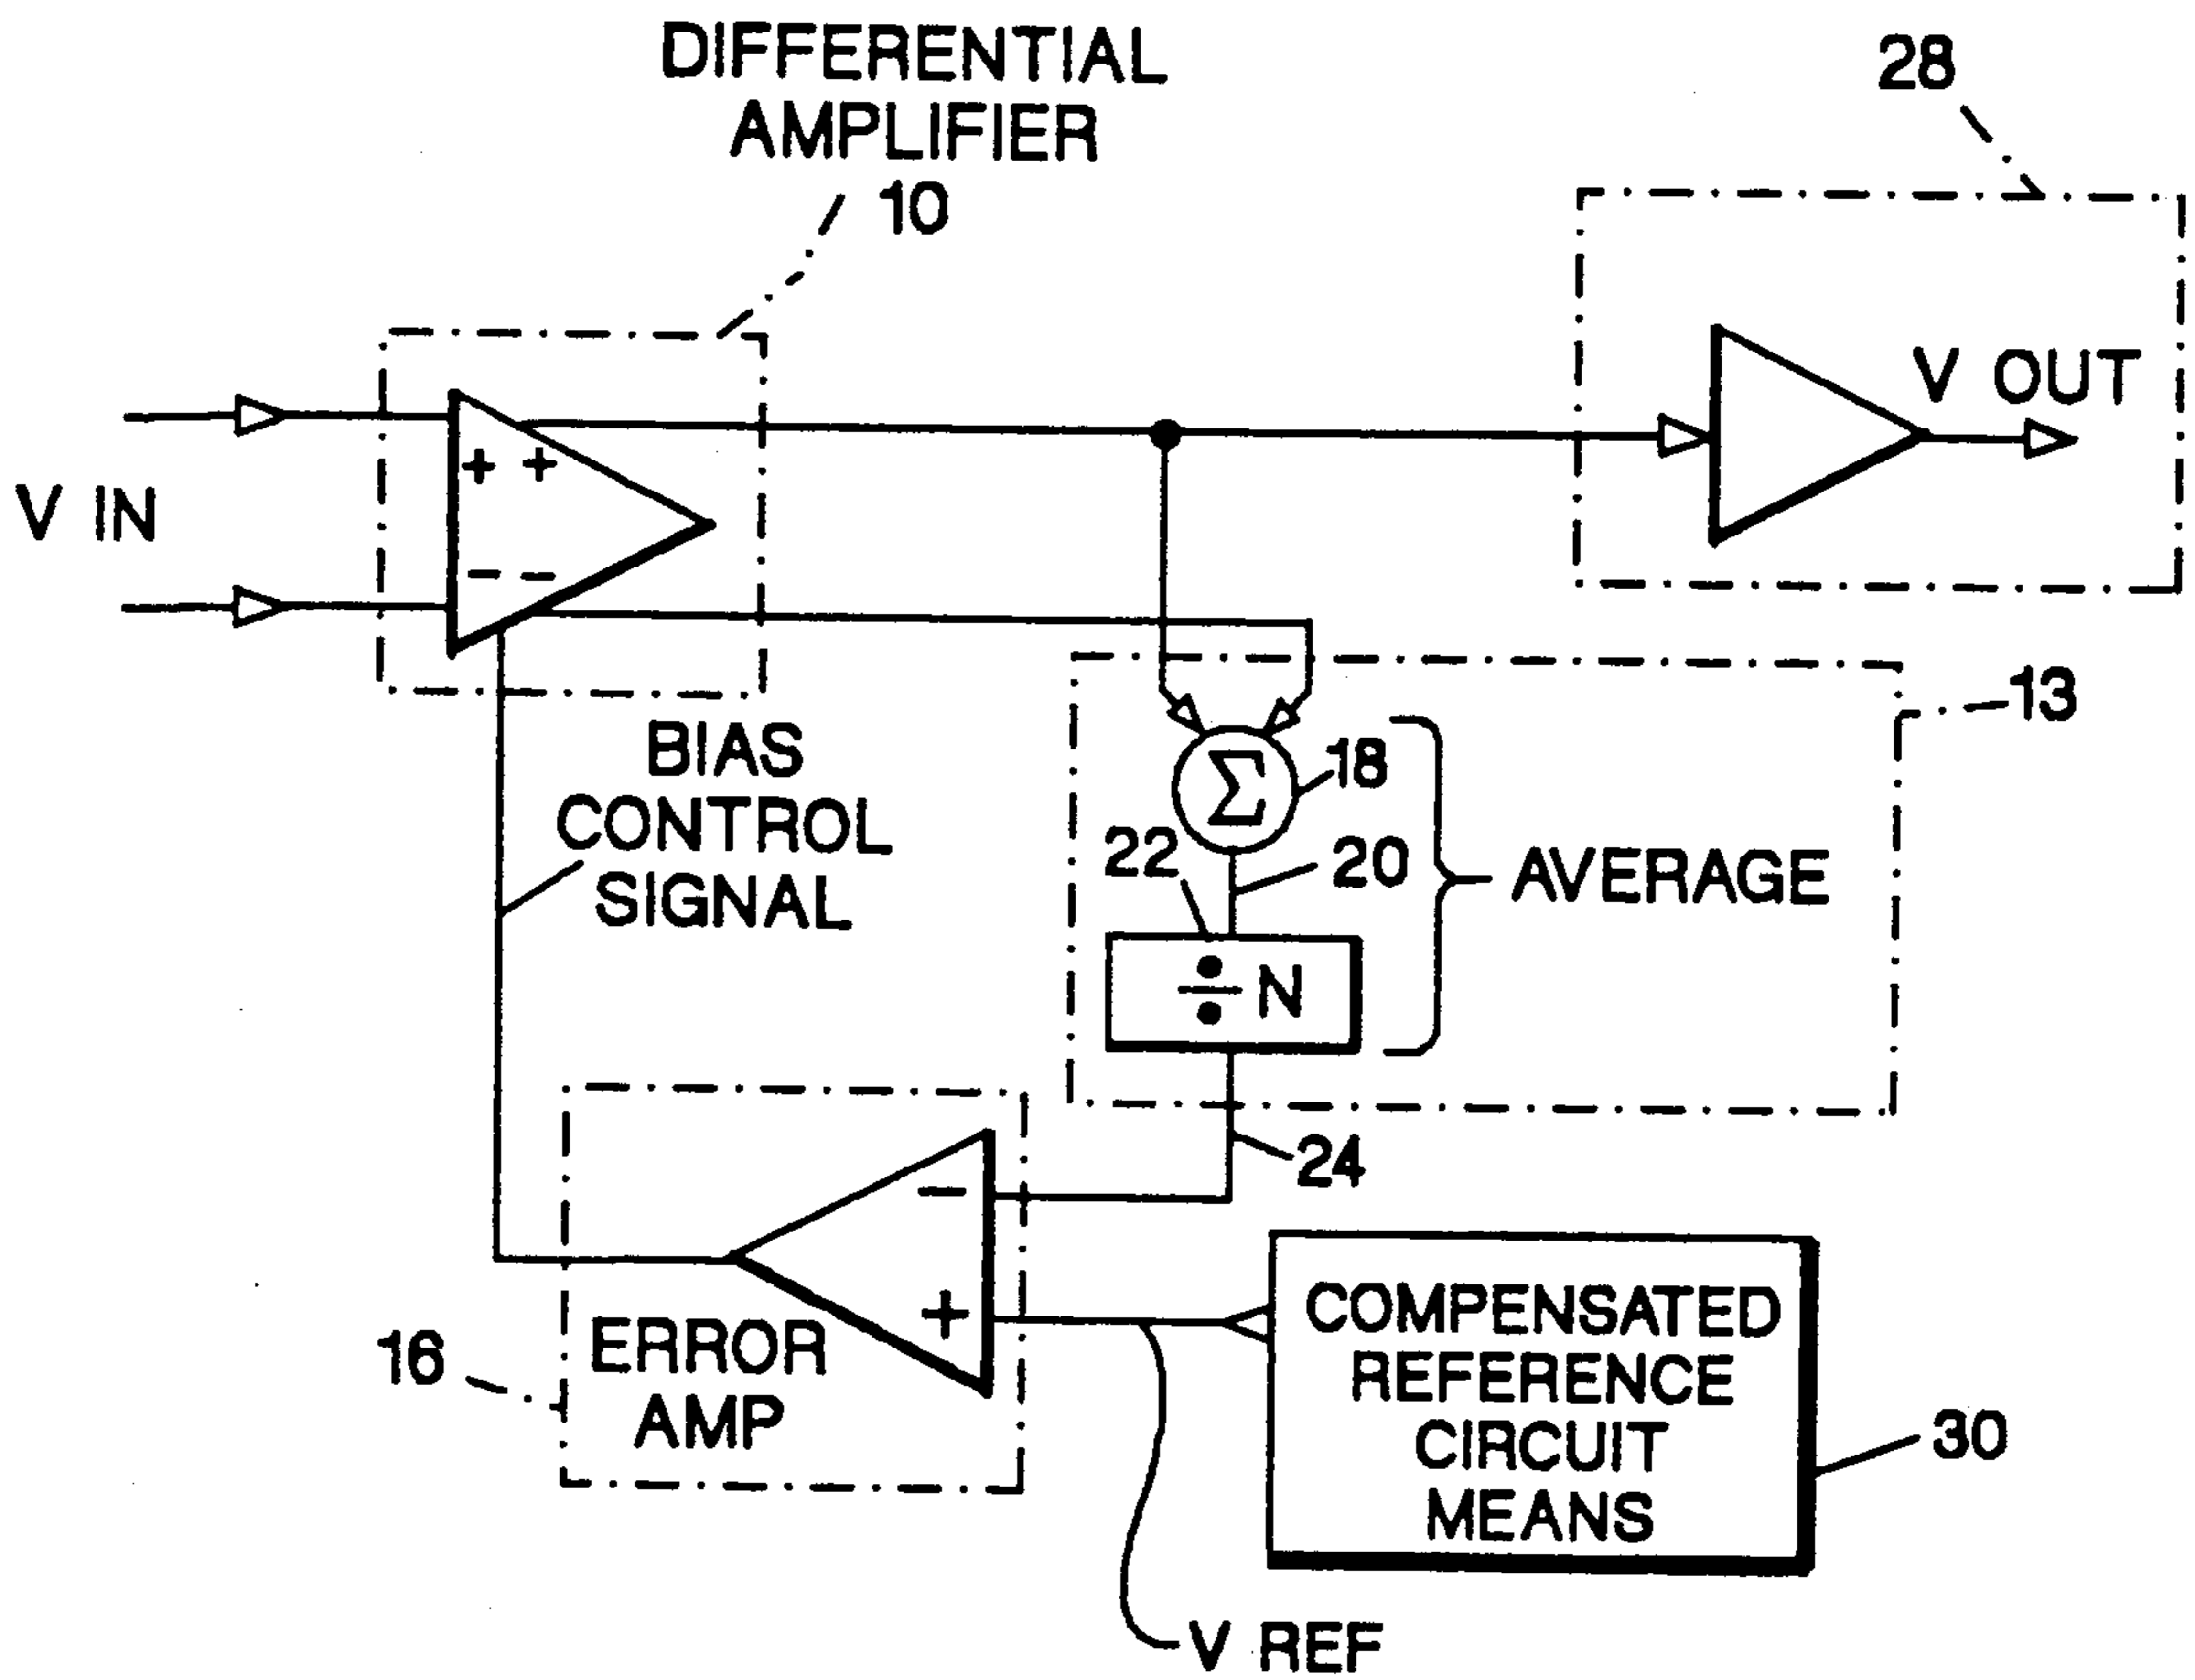 DIFFERENTIAL
AMPLIFIER
10
28
V IN
+ +
- -
V OUT
13
BIAS
CONTROL
SIGNAL
Σ
18
22
20
AVERAGE
÷ N
24
-
+
ERROR
AMP
16
COMPENSATED
REFERENCE
CIRCUIT
MEANS
30
V REF